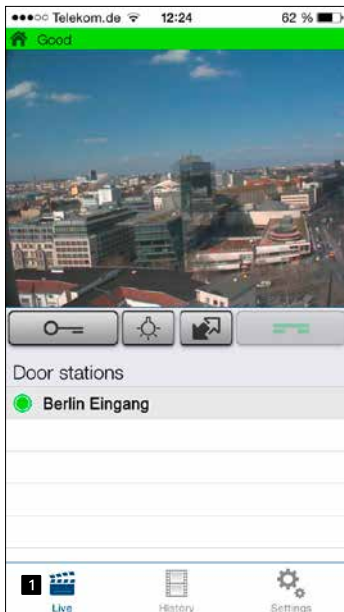 Telekom.de 12:24 62 %
Good
Door stations
Berlin Eingang
1
Live History Settings